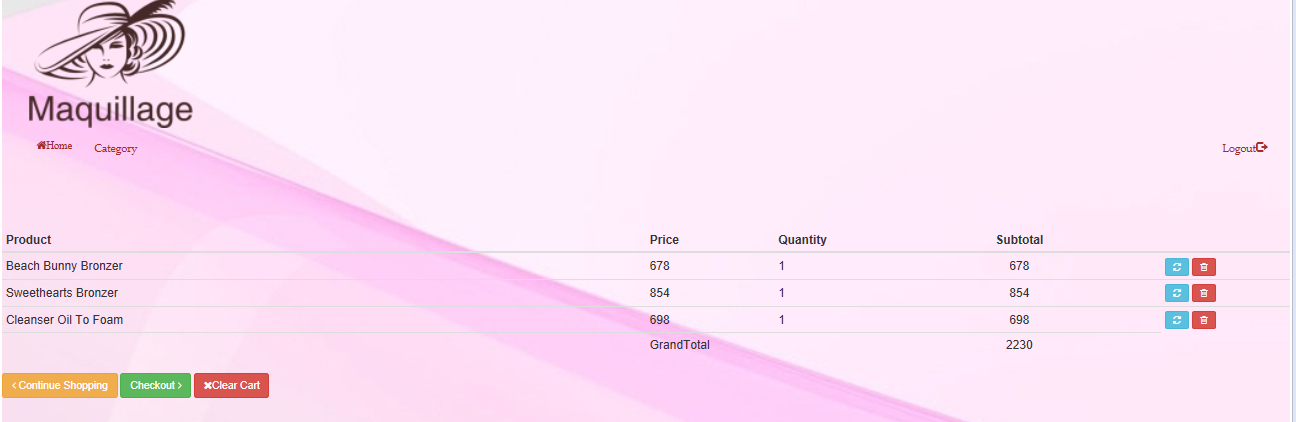 Maquillage
Home Category Logout
Product Price Quantity Subtotal
Beach Bunny Bronzer 678 1 678
Sweethearts Bronzer 854 1 854
Cleanser Oil To Foam 698 1 698
GrandTotal 2230
Continue Shopping Checkout Clear Cart